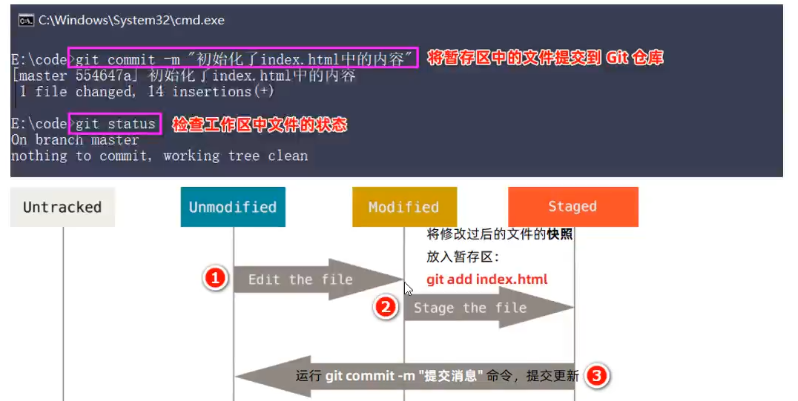 C:\Windows\System32\cmd.exe
E:\code>git commit -m "初始化了index.html中的内容" 将暂存区中的文件提交到 Git 仓库
[master 554647a] 初始化了index.html中的内容
1 file changed, 14 insertions(+)
E:\code>git status 检查工作区中文件的状态
On branch master
nothing to commit, working tree clean
Untracked Unmodified Modified Staged
将修改过后的文件的快照
放入暂存区：
git add index.html
1 Edit the file
2 Stage the file
运行 git commit -m "提交消息" 命令，提交更新 3